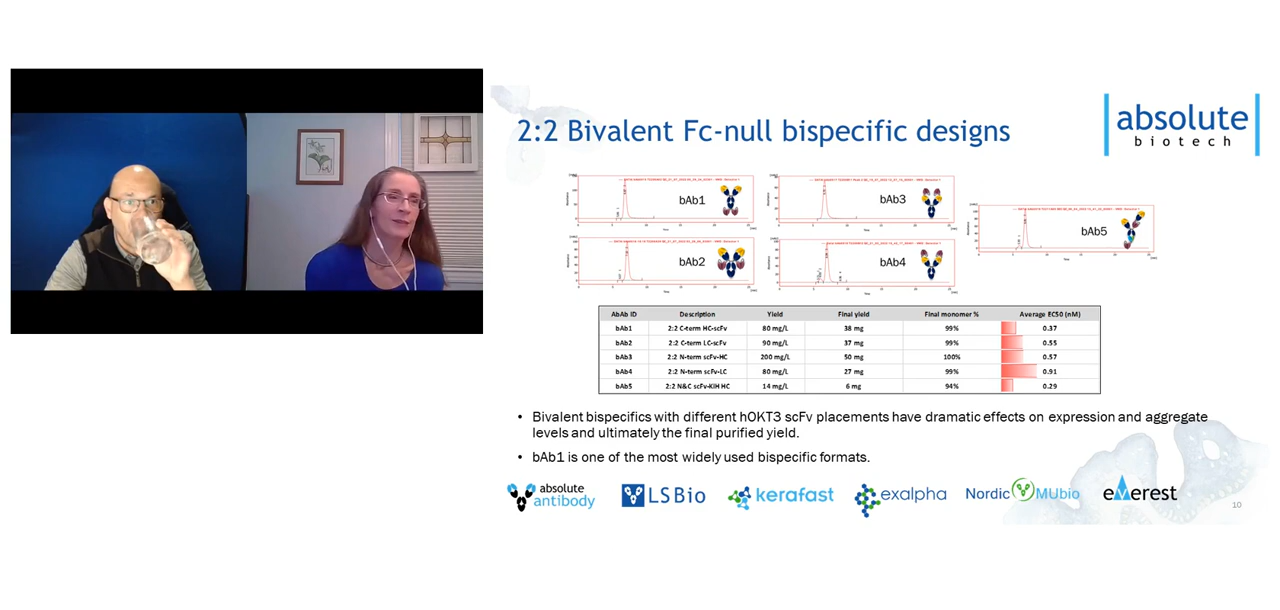 2:2 Bivalent Fc-null bispecific designs
absolute
biotech
bAb1
bAb3
bAb5
bAb2
bAb4
AbAb ID Description Yield Final yield Final monomer % Average EC50 (nM)
bAb1 2:2 C-term HC-scFv 80 mg/L 38 mg 99% 0.37
bAb2 2:2 C-term LC-scFv 90 mg/L 37 mg 99% 0.55
bAb3 2:2 N-term scFv-HC 200 mg/L 50 mg 100% 0.57
bAb4 2:2 N-term scFv-LC 80 mg/L 27 mg 99% 0.91
bAb5 2:2 N&C scFv-KIH HC 14 mg/L 6 mg 94% 0.29
• Bivalent bispecifics with different hOKT3 scFv placements have dramatic effects on expression and aggregate
levels and ultimately the final purified yield.
• bAb1 is one of the most widely used bispecific formats.
absolute
antibody
LSBio
kerafast
exalpha
Nordic MUbio
everest
10